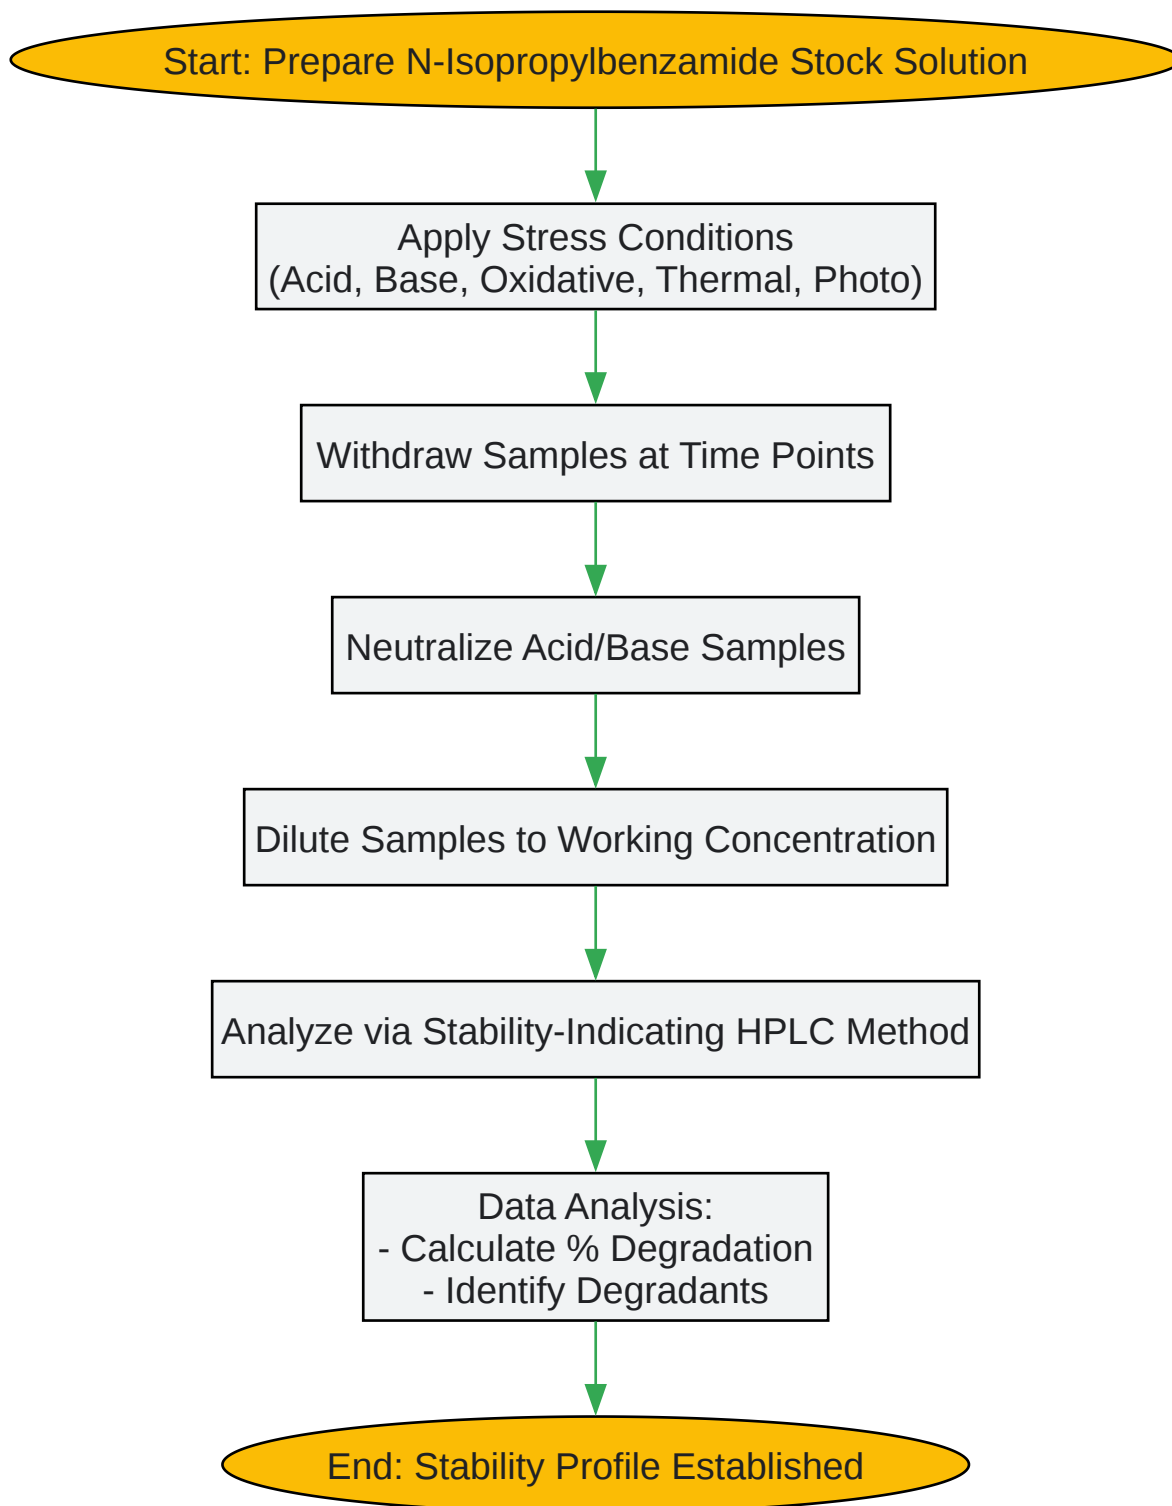 Start: Prepare N-Isopropylbenzamide Stock Solution
Apply Stress Conditions
(Acid, Base, Oxidative, Thermal, Photo)
Withdraw Samples at Time Points
Neutralize Acid/Base Samples
Dilute Samples to Working Concentration
Analyze via Stability-Indicating HPLC Method
Data Analysis:
- Calculate % Degradation
- Identify Degradants
End: Stability Profile Established